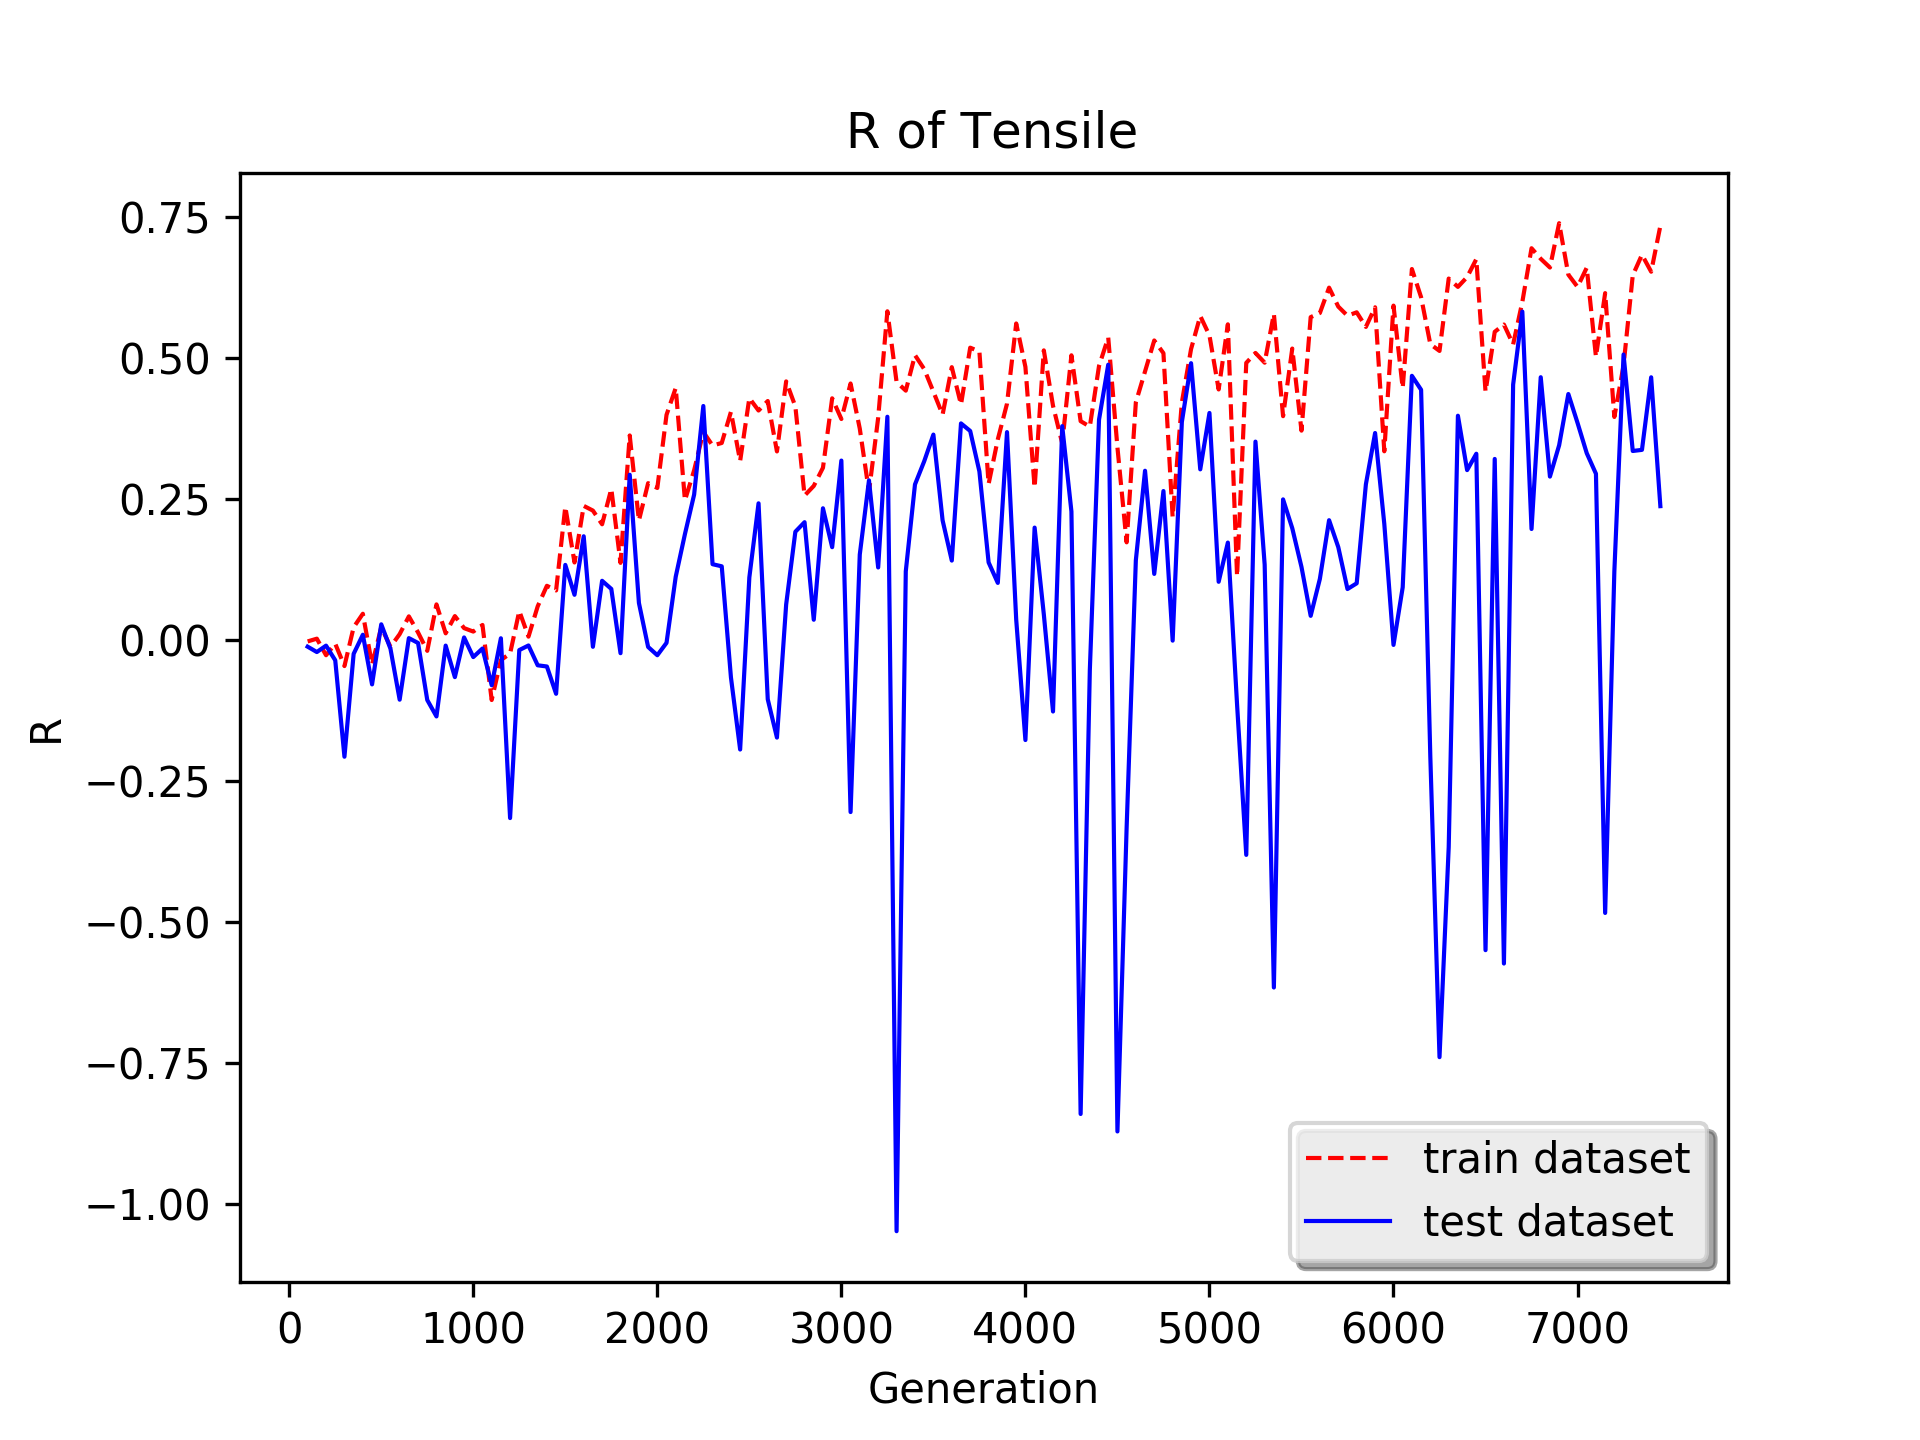 R of Tensile
0.75
0.50
0.25
0.00
−0.25
−0.50
−0.75
−1.00
R
train dataset
test dataset
0 1000 2000 3000 4000 5000 6000 7000
Generation